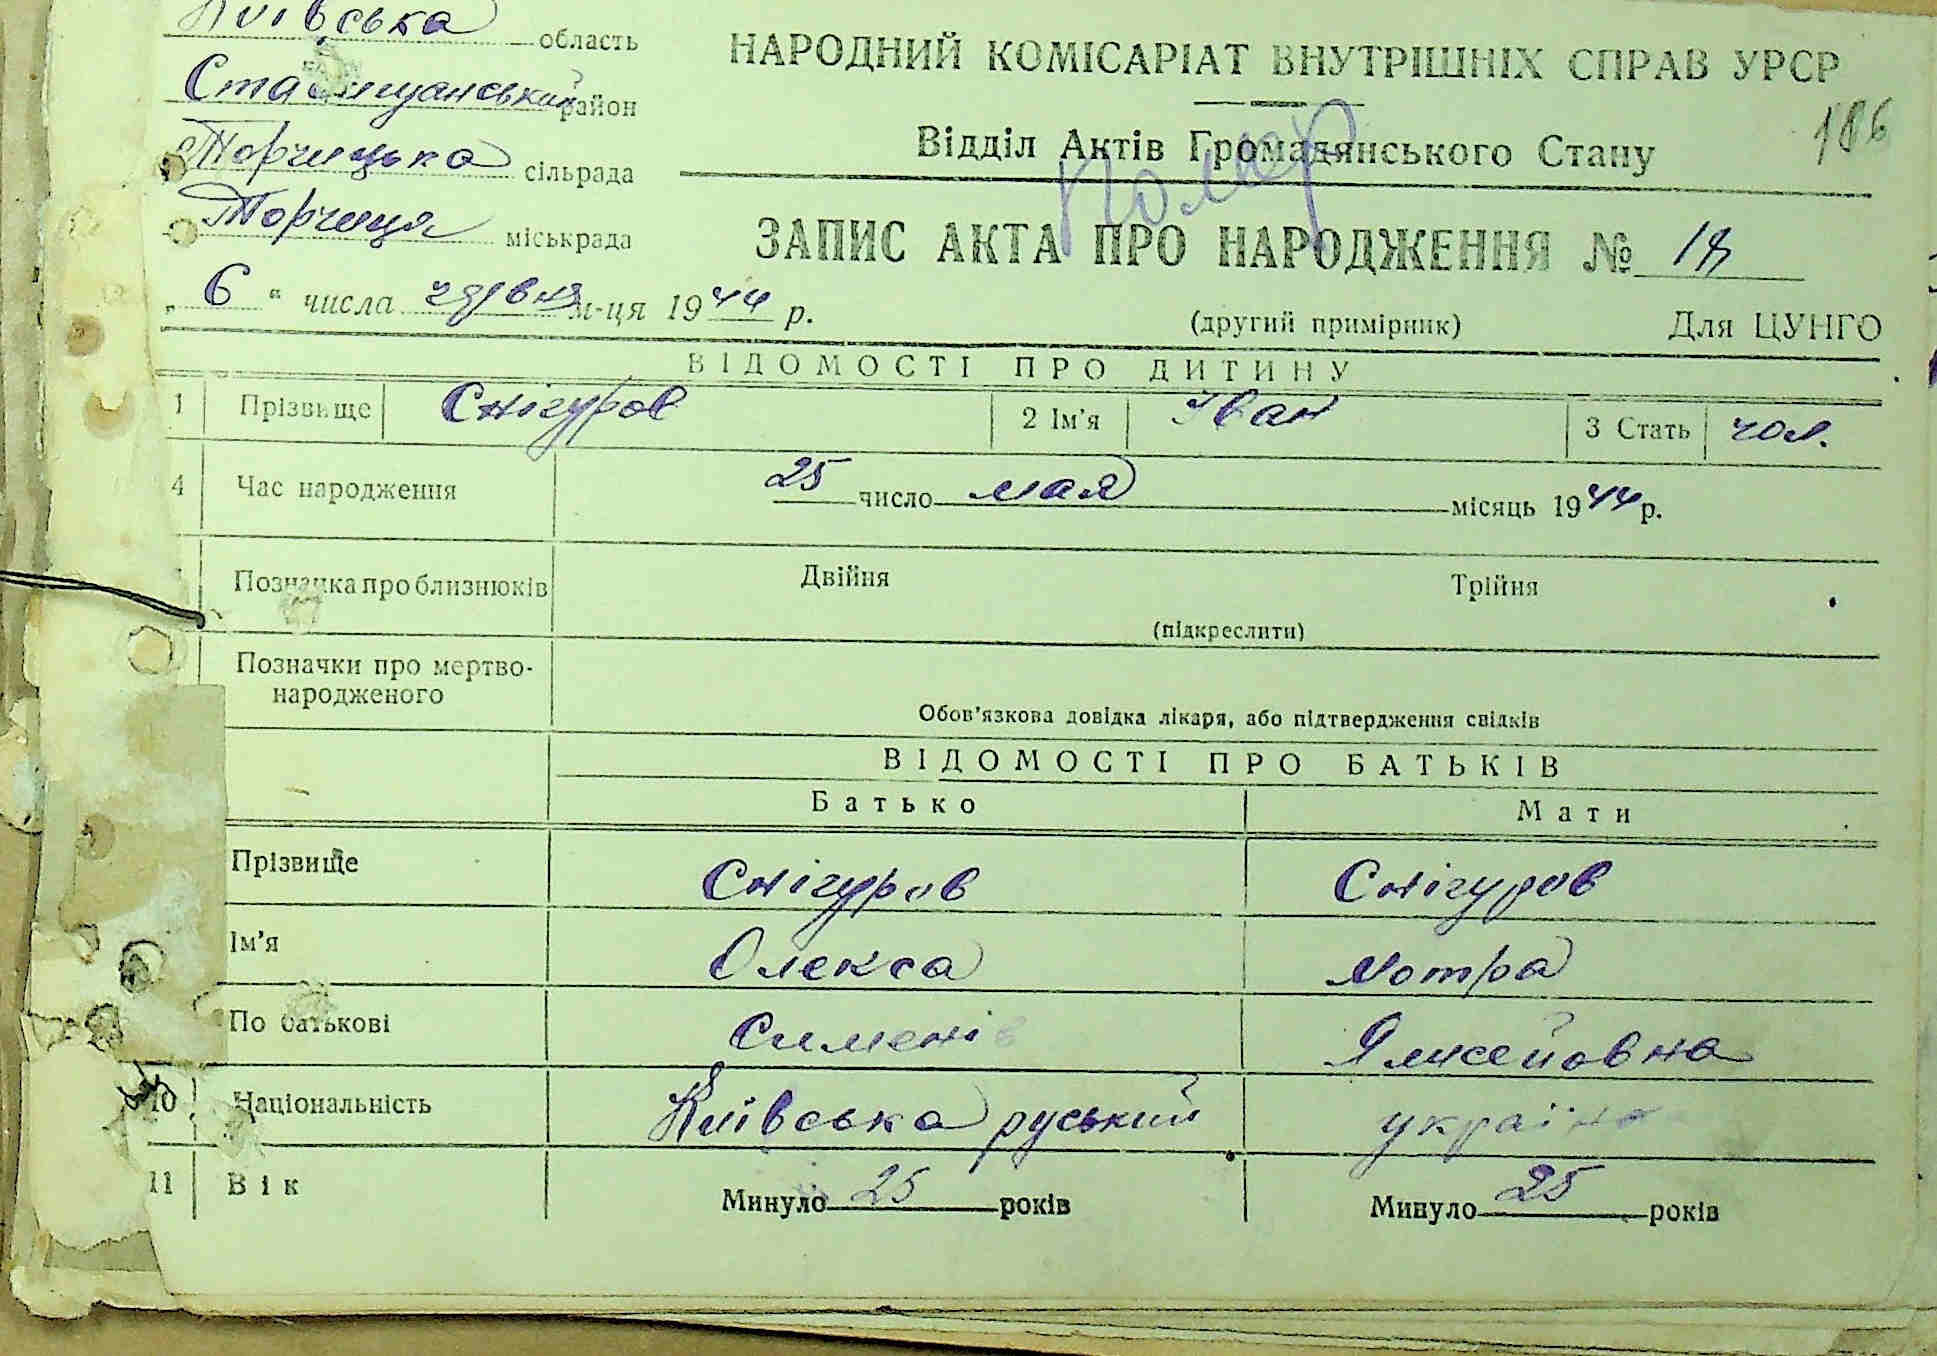 Київська область
Ставищанський район
Торчицька сільрада
Торчиця міськрада
„ 6 “ числа червня м-ця 1944 р.
НАРОДНИЙ КОМІСАРІАТ ВНУТРІШНІХ СПРАВ УРСР
186
Відділ Актів Громадянського Стану
Помер
ЗАПИС АКТА ПРО НАРОДЖЕННЯ № 18
(другий примірник) Для ЦУНГО
ВІДОМОСТІ ПРО ДИТИНУ
1 Прізвище Снігуров 2 Ім'я Іван 3 Стать чол.
4 Час народження 25 число мая місяць 1944 р.
Позначка про близнюків Двійня Трійня
(підкреслити)
Позначки про мертво-
народженого
Обов'язкова довідка лікаря, або підтвердження свідків
ВІДОМОСТІ ПРО БАТЬКІВ
Батько Мати
Прізвище Снігуров Снігуров
Ім'я Олекса Мотра
По батькові Сименів
10 Національність Київська руський україн
11 Вік Минуло 25 років Минуло 25 років